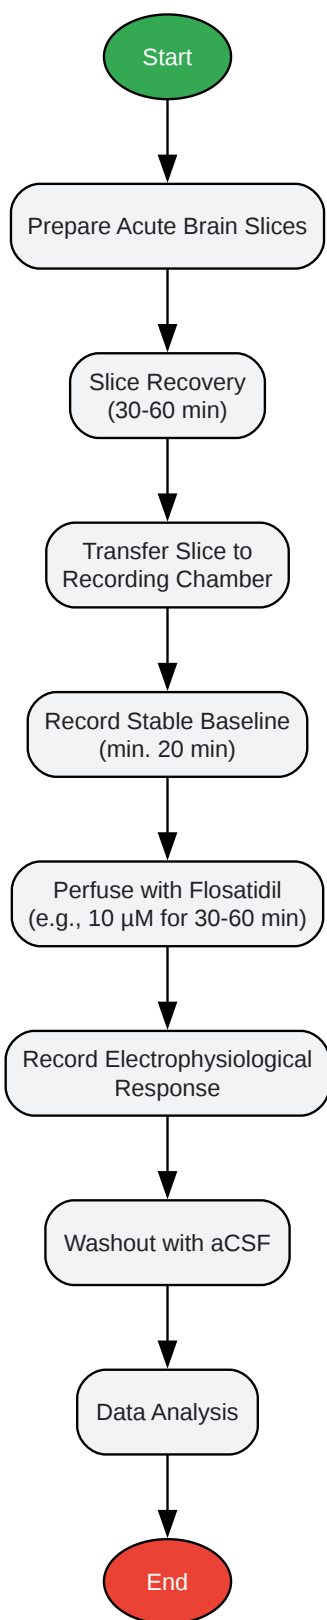 Start
Prepare Acute Brain Slices
Slice Recovery
(30-60 min)
Transfer Slice to
Recording Chamber
Record Stable Baseline
(min. 20 min)
Perfuse with Flosatidil
(e.g., 10 µM for 30-60 min)
Record Electrophysiological
Response
Washout with aCSF
Data Analysis
End